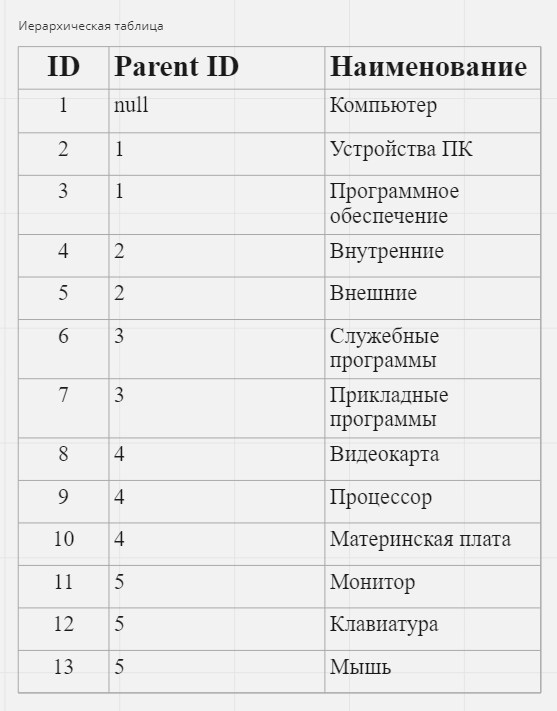 Иерархическая таблица
ID Parent ID Наименование
1 null Компьютер
2 1 Устройства ПК
3 1 Программное
обеспечение
4 2 Внутренние
5 2 Внешние
6 3 Служебные
программы
7 3 Прикладные
программы
8 4 Видеокарта
9 4 Процессор
10 4 Материнская плата
11 5 Монитор
12 5 Клавиатура
13 5 Мышь